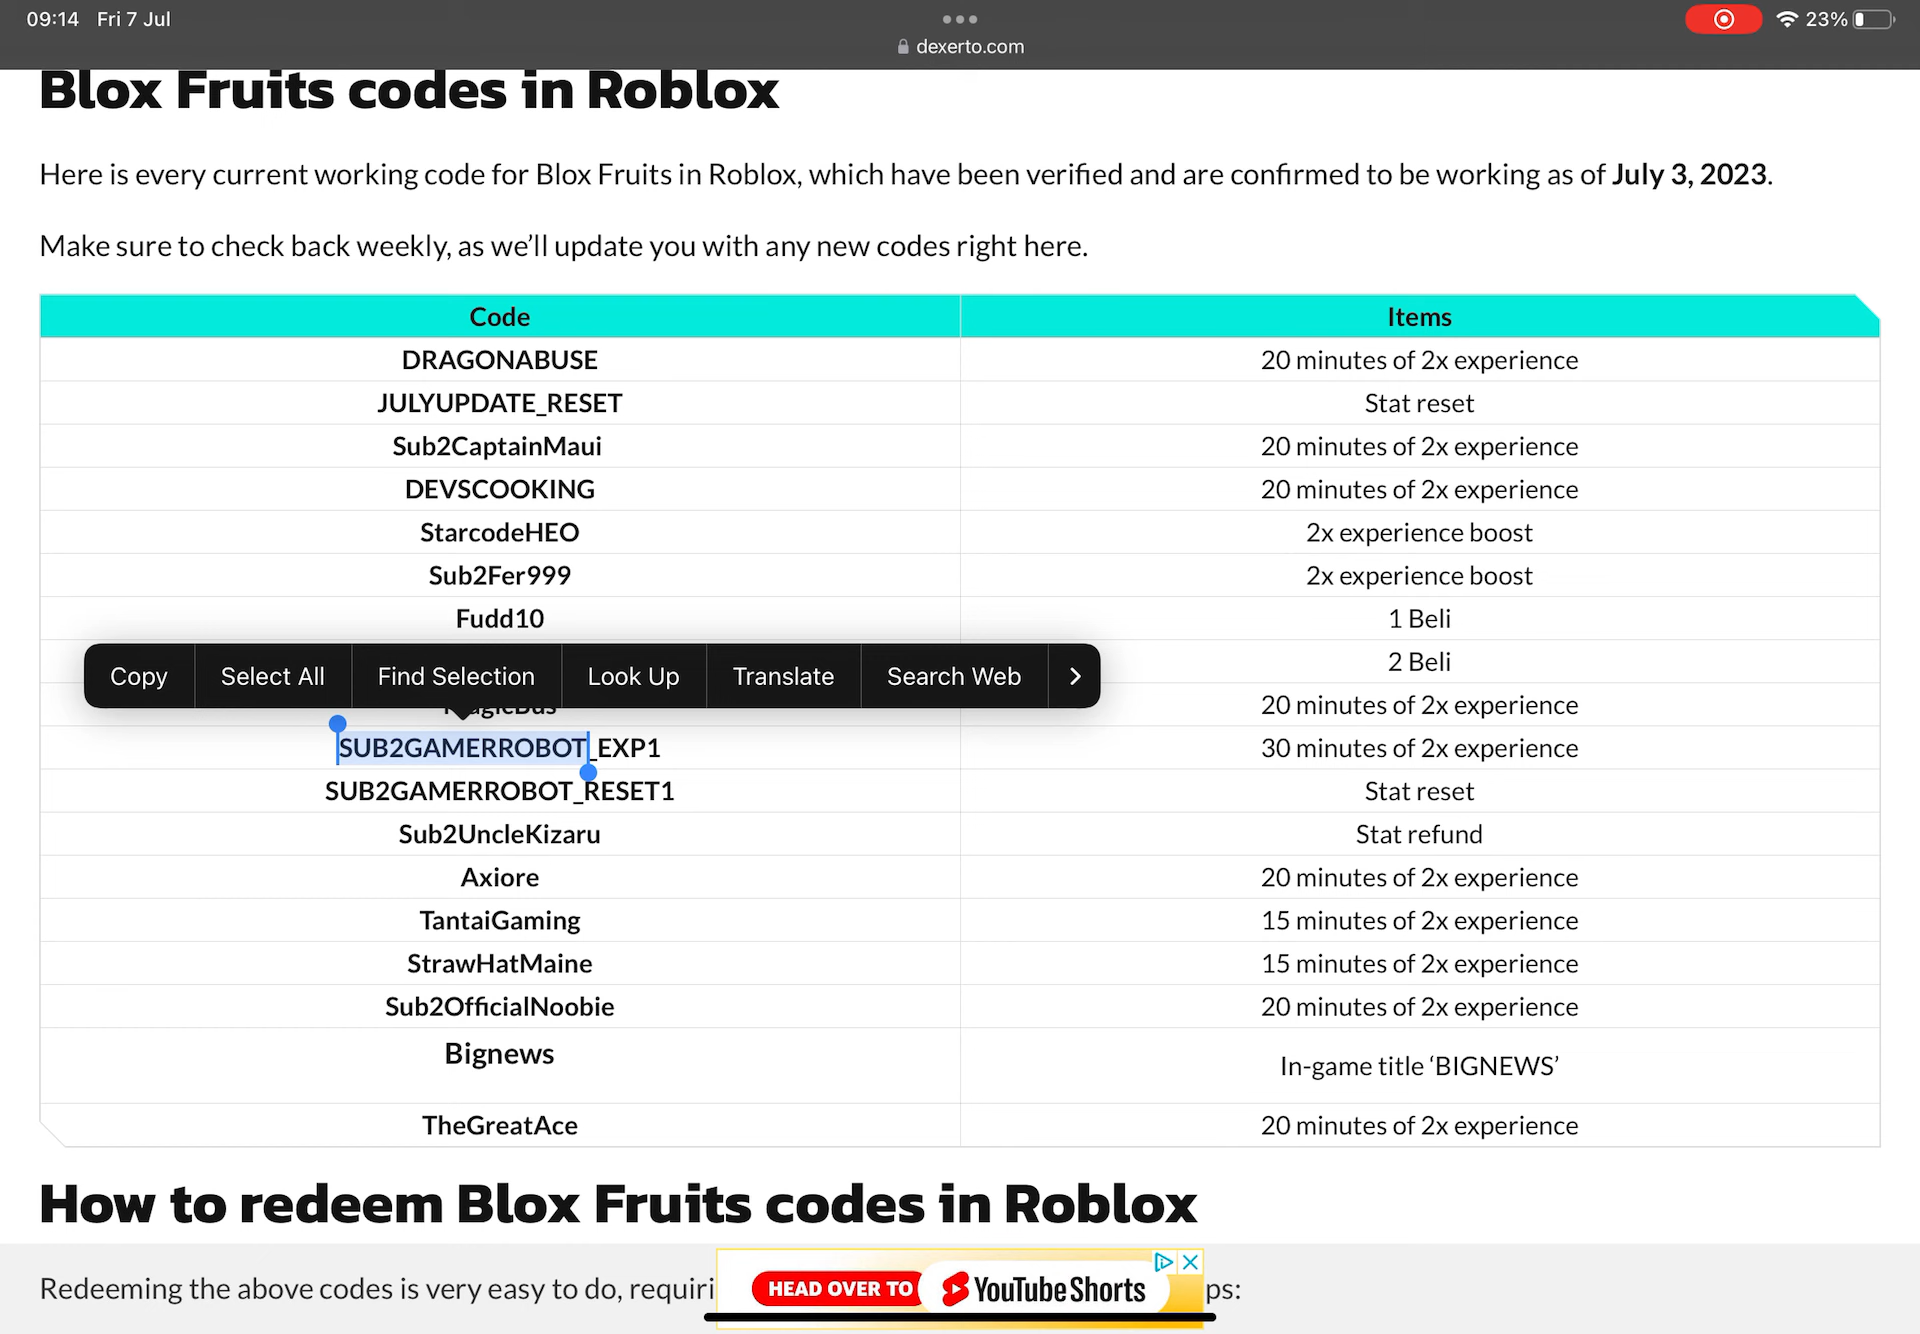 09:14 Fri 7 Jul
23%
dexerto.com
Blox Fruits codes in Roblox
Here is every current working code for Blox Fruits in Roblox, which have been verified and are confirmed to be working as of July 3, 2023.
Make sure to check back weekly, as we’ll update you with any new codes right here.
Code Items
DRAGONABUSE 20 minutes of 2x experience
JULYUPDATE_RESET Stat reset
Sub2CaptainMaui 20 minutes of 2x experience
DEVSCOOKING 20 minutes of 2x experience
StarcodeHEO 2x experience boost
Sub2Fer999 2x experience boost
Fudd10 1 Beli
2 Beli
Copy Select All Find Selection Look Up Translate Search Web
20 minutes of 2x experience
SUB2GAMERROBOT_EXP1 30 minutes of 2x experience
SUB2GAMERROBOT_RESET1 Stat reset
Sub2UncleKizaru Stat refund
Axiore 20 minutes of 2x experience
TantaiGaming 15 minutes of 2x experience
StrawHatMaine 15 minutes of 2x experience
Sub2OfficialNoobie 20 minutes of 2x experience
Bignews In-game title ‘BIGNEWS’
TheGreatAce 20 minutes of 2x experience
How to redeem Blox Fruits codes in Roblox
Redeeming the above codes is very easy to do, requiri ps:
HEAD OVER TO YouTube Shorts